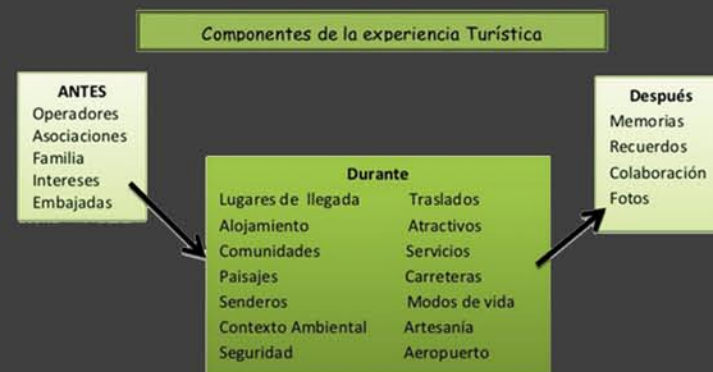 Componentes de la experiencia Turística
ANTES
Operadores
Asociaciones
Familia
Intereses
Embajadas
Durante
Lugares de llegada Traslados
Alojamiento Atractivos
Comunidades Servicios
Paisajes Carreteras
Senderos Modos de vida
Contexto Ambiental Artesanía
Seguridad Aeropuerto
Después
Memorias
Recuerdos
Colaboración
Fotos